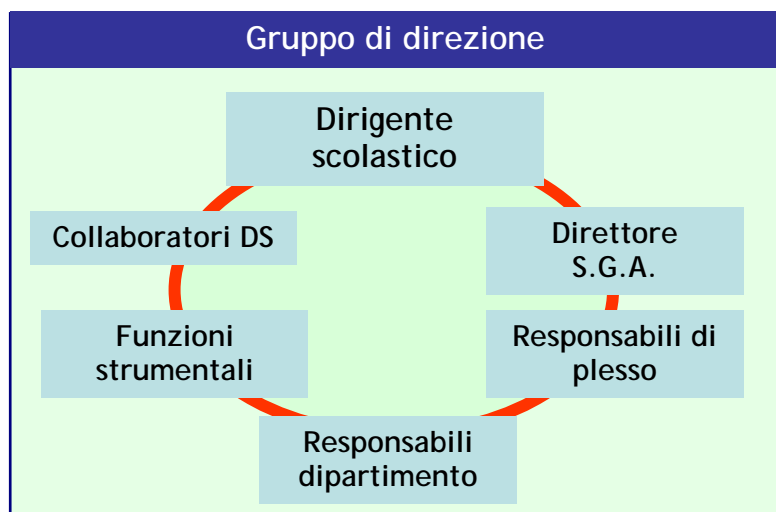 Gruppo di direzione
Dirigente
scolastico
Collaboratori DS
Direttore
S.G.A.
Funzioni
strumentali
Responsabili di
plesso
Responsabili
dipartimento